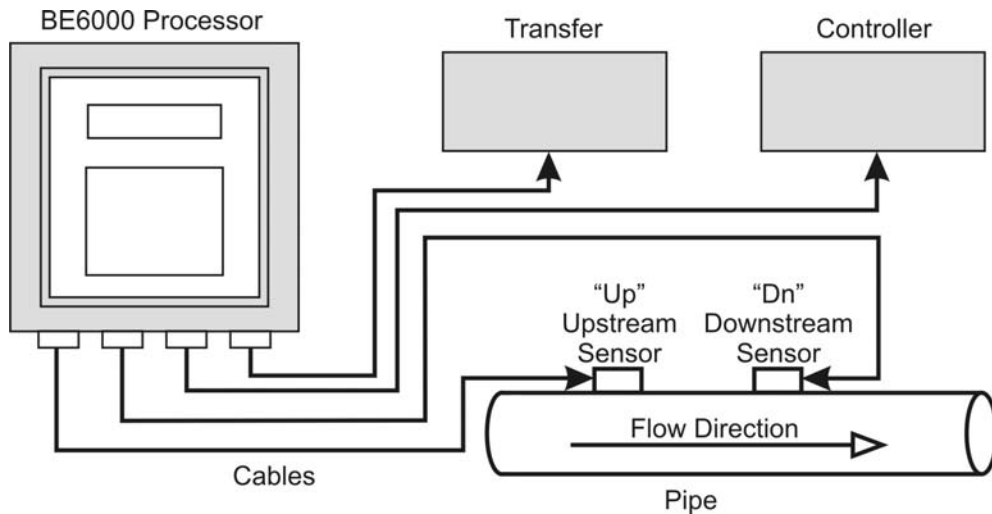 BE6000 Processor
Transfer
Controller
“Up”
Upstream
Sensor
“Dn”
Downstream
Sensor
Flow Direction
Cables
Pipe